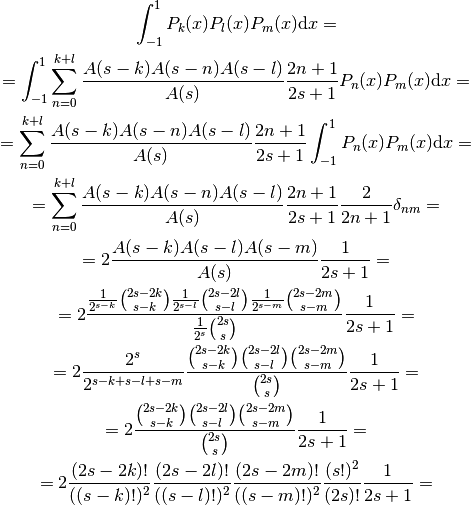 \int_{-1}^1 P_k(x) P_l(x) P_m(x) \mathrm{d} x =
= \int_{-1}^1 \sum_{n=0}^{k+l} \frac{A(s-k) A(s-n) A(s-l)}{A(s)} \frac{2n+1}{2s+1} P_n(x) P_m(x) \mathrm{d} x =
= \sum_{n=0}^{k+l} \frac{A(s-k) A(s-n) A(s-l)}{A(s)} \frac{2n+1}{2s+1} \int_{-1}^1 P_n(x) P_m(x) \mathrm{d} x =
= \sum_{n=0}^{k+l} \frac{A(s-k) A(s-n) A(s-l)}{A(s)} \frac{2n+1}{2s+1} \frac{2}{2n+1} \delta_{nm} =
= 2 \frac{A(s-k) A(s-l) A(s-m)}{A(s)} \frac{1}{2s+1} =
= 2 \frac{\frac{1}{2^{s-k}} \binom{2s-2k}{s-k} \frac{1}{2^{s-l}} \binom{2s-2l}{s-l} \frac{1}{2^{s-m}} \binom{2s-2m}{s-m}}{\frac{1}{2^s} \binom{2s}{s}} \frac{1}{2s+1} =
= 2 \frac{2^s}{2^{s-k+s-l+s-m}} \frac{\binom{2s-2k}{s-k} \binom{2s-2l}{s-l} \binom{2s-2m}{s-m}}{\binom{2s}{s}} \frac{1}{2s+1} =
= 2 \frac{\binom{2s-2k}{s-k} \binom{2s-2l}{s-l} \binom{2s-2m}{s-m}}{\binom{2s}{s}} \frac{1}{2s+1} =
= 2 \frac{(2s-2k)!}{((s-k)!)^2} \frac{(2s-2l)!}{((s-l)!)^2} \frac{(2s-2m)!}{((s-m)!)^2} \frac{(s!)^2}{(2s)!} \frac{1}{2s+1} =